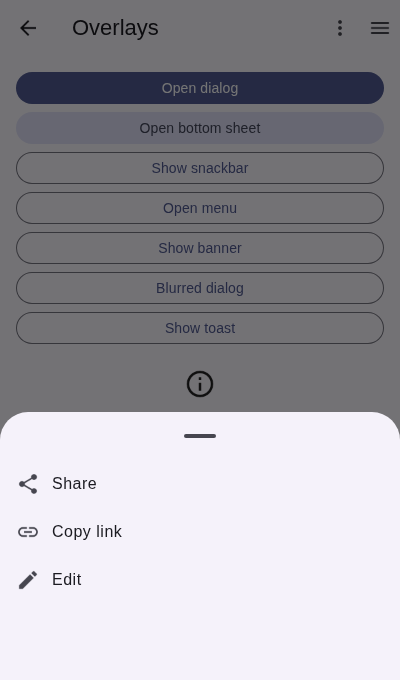 Overlays
Open dialog
Open bottom sheet
Show snackbar
Open menu
Show banner
Blurred dialog
Show toast
Share
Copy link
Edit